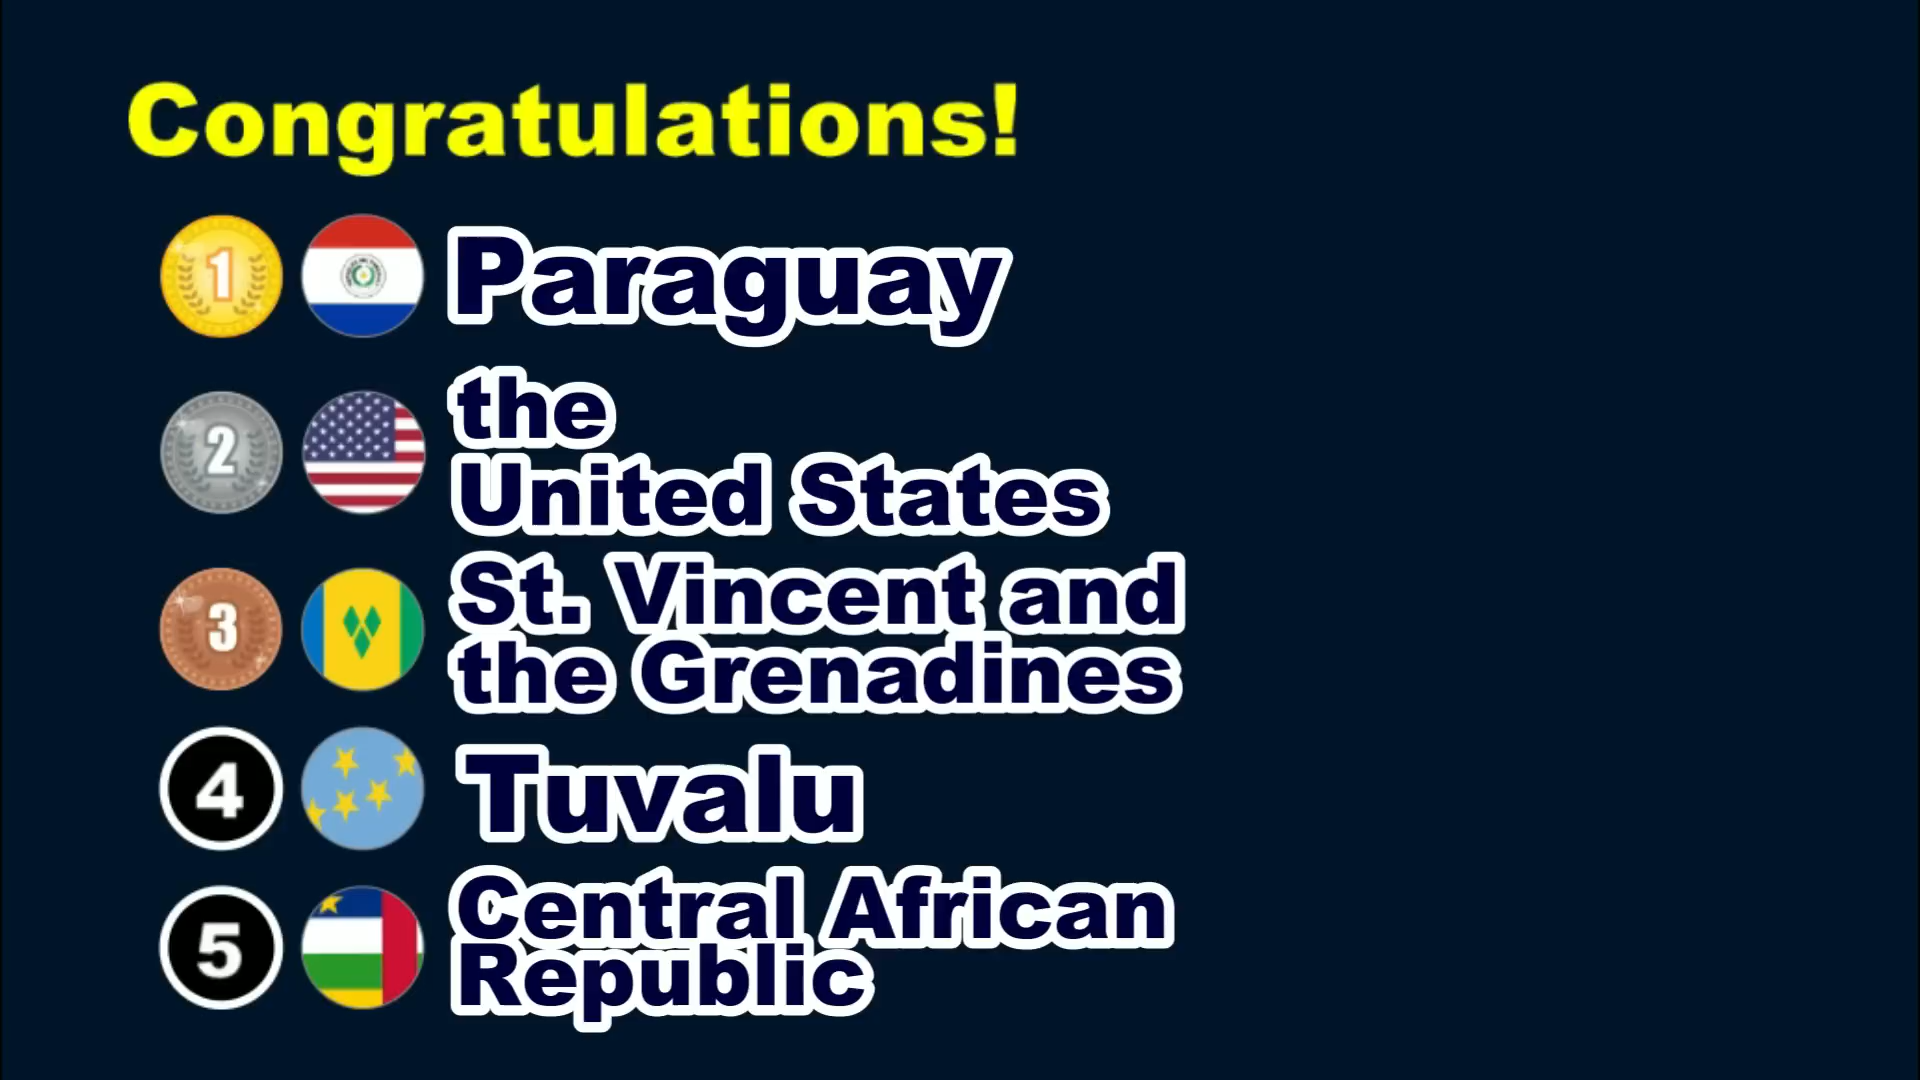 Congratulations!
1 Paraguay
2 the
United States
3 St. Vincent and
the Grenadines
4 Tuvalu
5 Central African
Republic